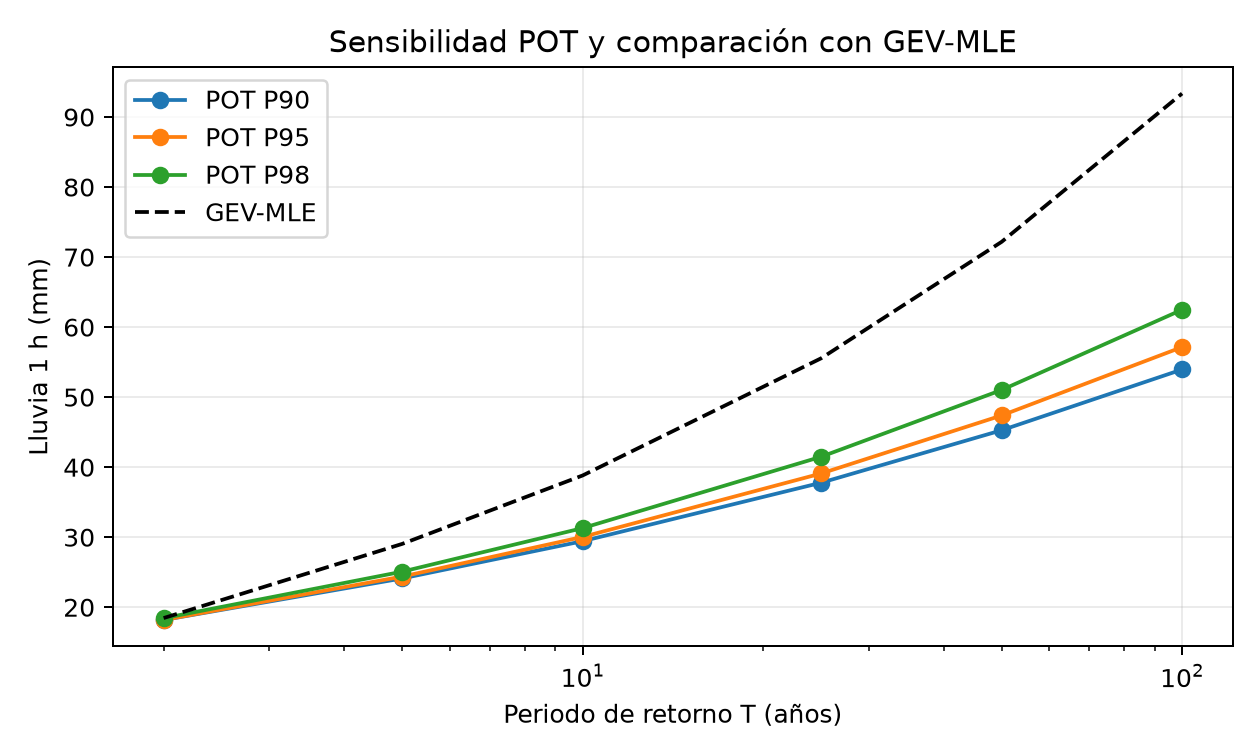 Sensibilidad POT y comparación con GEV-MLE
POT P90
POT P95
POT P98
GEV-MLE
Lluvia 1 h (mm)
90
80
70
60
50
40
30
20
10¹
10²
Periodo de retorno T (años)